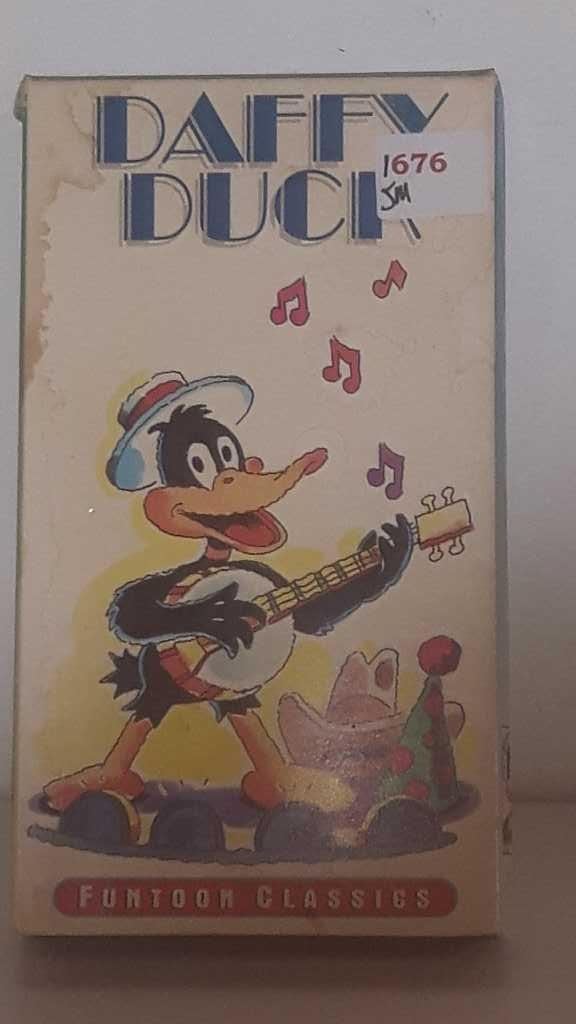 DAFFY
1676
DUCK
JM
FUNTOON CLASSICS